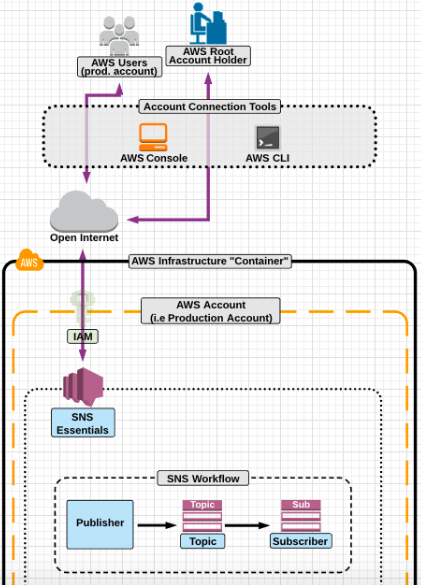 AWS Users
(prod. account)
AWS Root
Account Holder
Account Connection Tools
AWS Console
AWS CLI
Open Internet
AWS
AWS Infrastructure "Container"
AWS Account
(i.e Production Account)
IAM
SNS
Essentials
SNS Workflow
Publisher
Topic
Topic
Sub
Subscriber